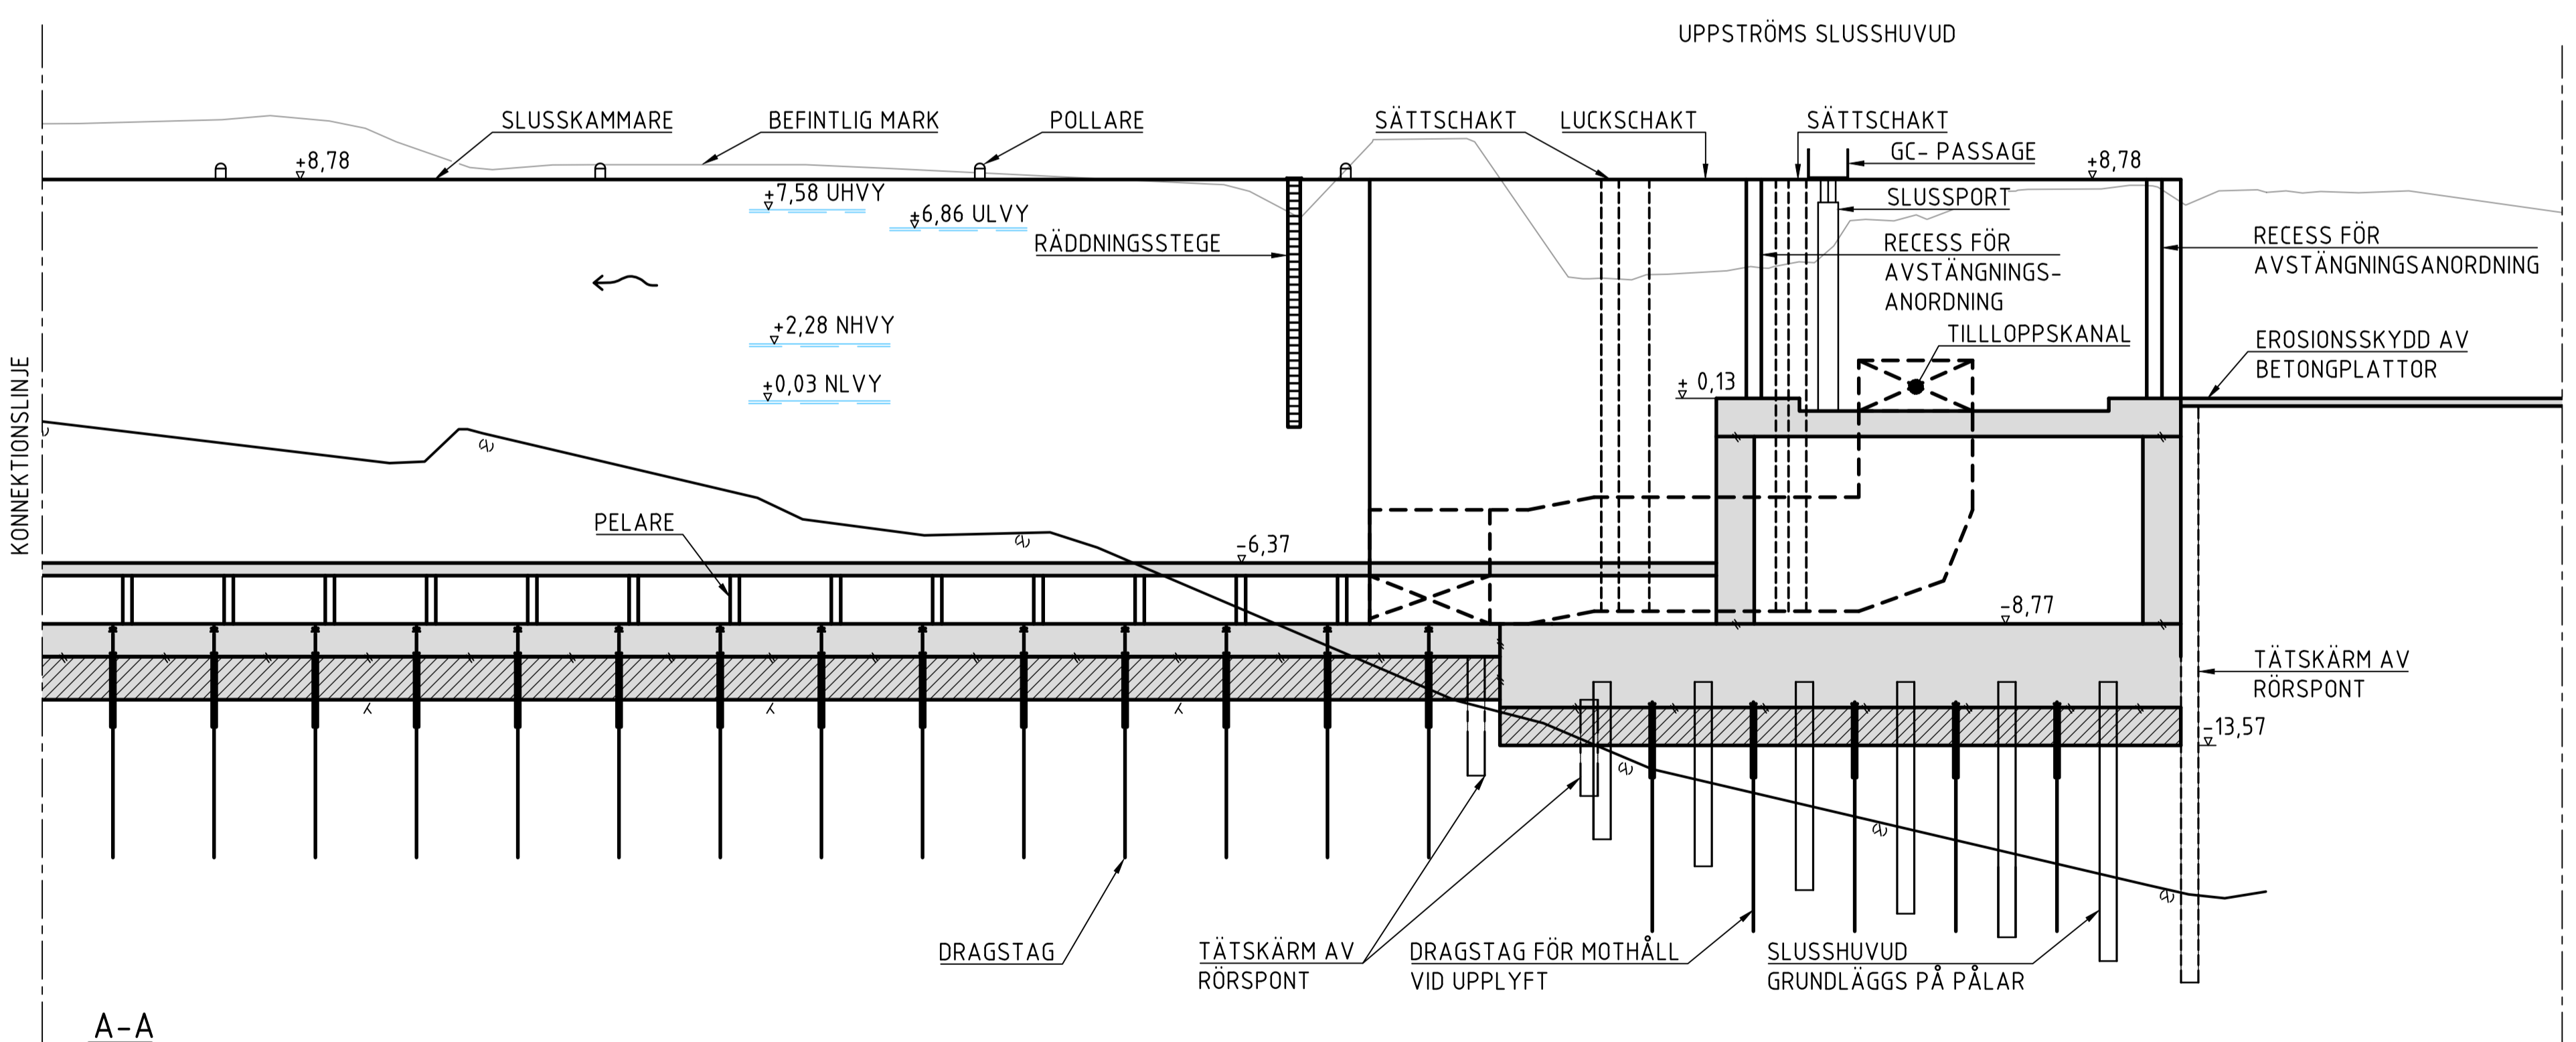 UPPSTRÖMS SLUSSHUVUD
SLUSSKAMMARE
BEFINTLIG MARK
POLLARE
SÄTTSCHAKT
LUCKSCHAKT
SÄTTSCHAKT
GC- PASSAGE
+8,78
+8,78
+7,58 UHVY
+6,86 ULVY
SLUSSPORT
RÄDDNINGSSTEGE
RECESS FÖR
AVSTÄNGNINGS-
ANORDNING
RECESS FÖR
AVSTÄNGNINGSANORDNING
+2,28 NHVY
TILLLOPPSKANAL
EROSIONSSKYDD AV
BETONGPLATTOR
+0,03 NLVY
± 0,13
KONNEKTIONSLINJE
PELARE
-6,37
-8,77
TÄTSKÄRM AV
RÖRSPONT
-13,57
DRAGSTAG
TÄTSKÄRM AV
RÖRSPONT
DRAGSTAG FÖR MOTHÅLL
VID UPPLYFT
SLUSSHUVUD
GRUNDLÄGGS PÅ PÅLAR
A-A